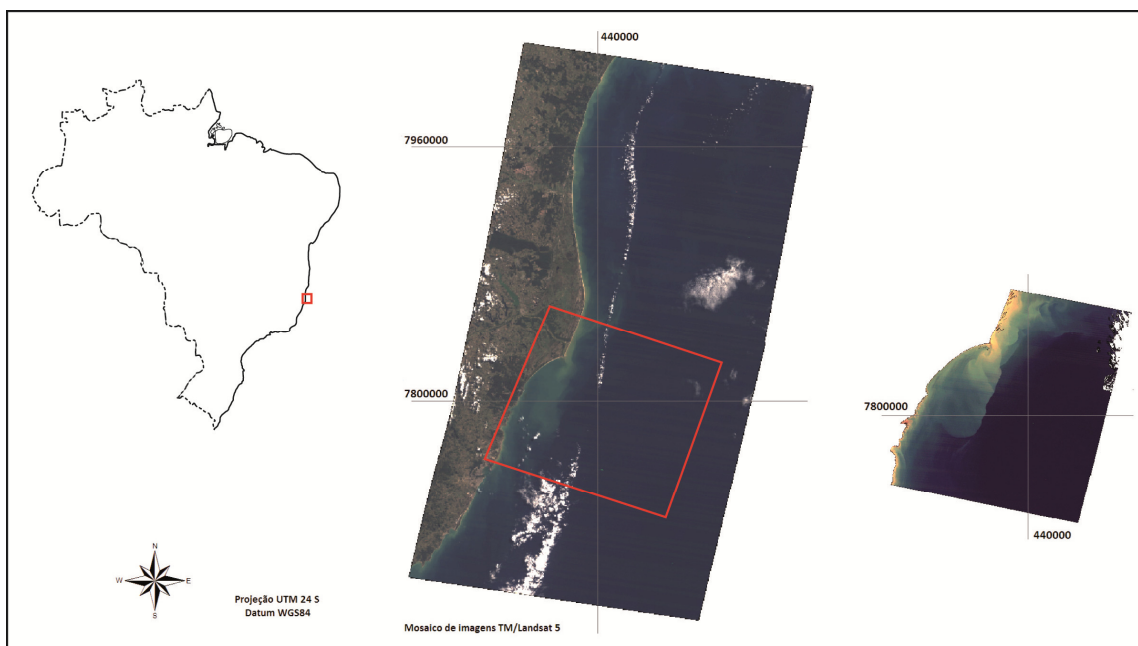 440000
7960000
7800000
7800000
440000
N
W
E
S
Projeção UTM 24 S
Datum WGS84
Mosaico de imagens TM/Landsat 5